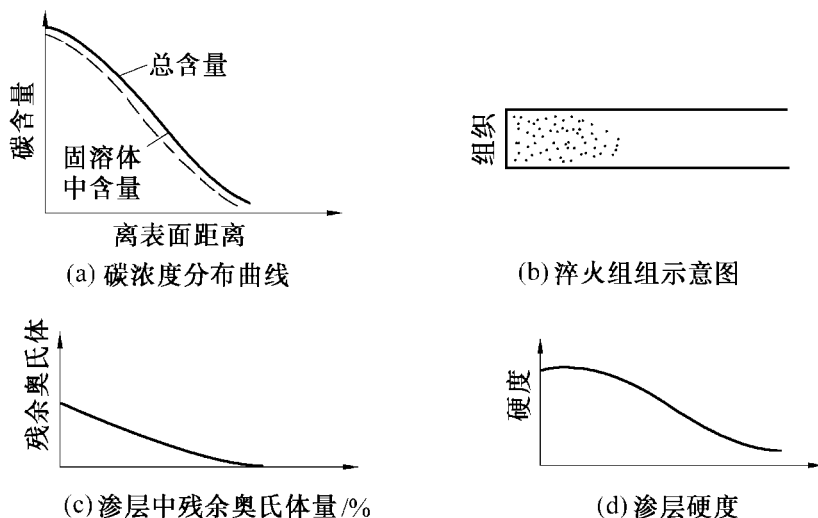 碳含量
总含量
固溶体
中含量
离表面距离
(a) 碳浓度分布曲线
组织
(b) 淬火组组示意图
残余奥氏体
(c) 渗层中残余奥氏体量/%
硬度
(d) 渗层硬度